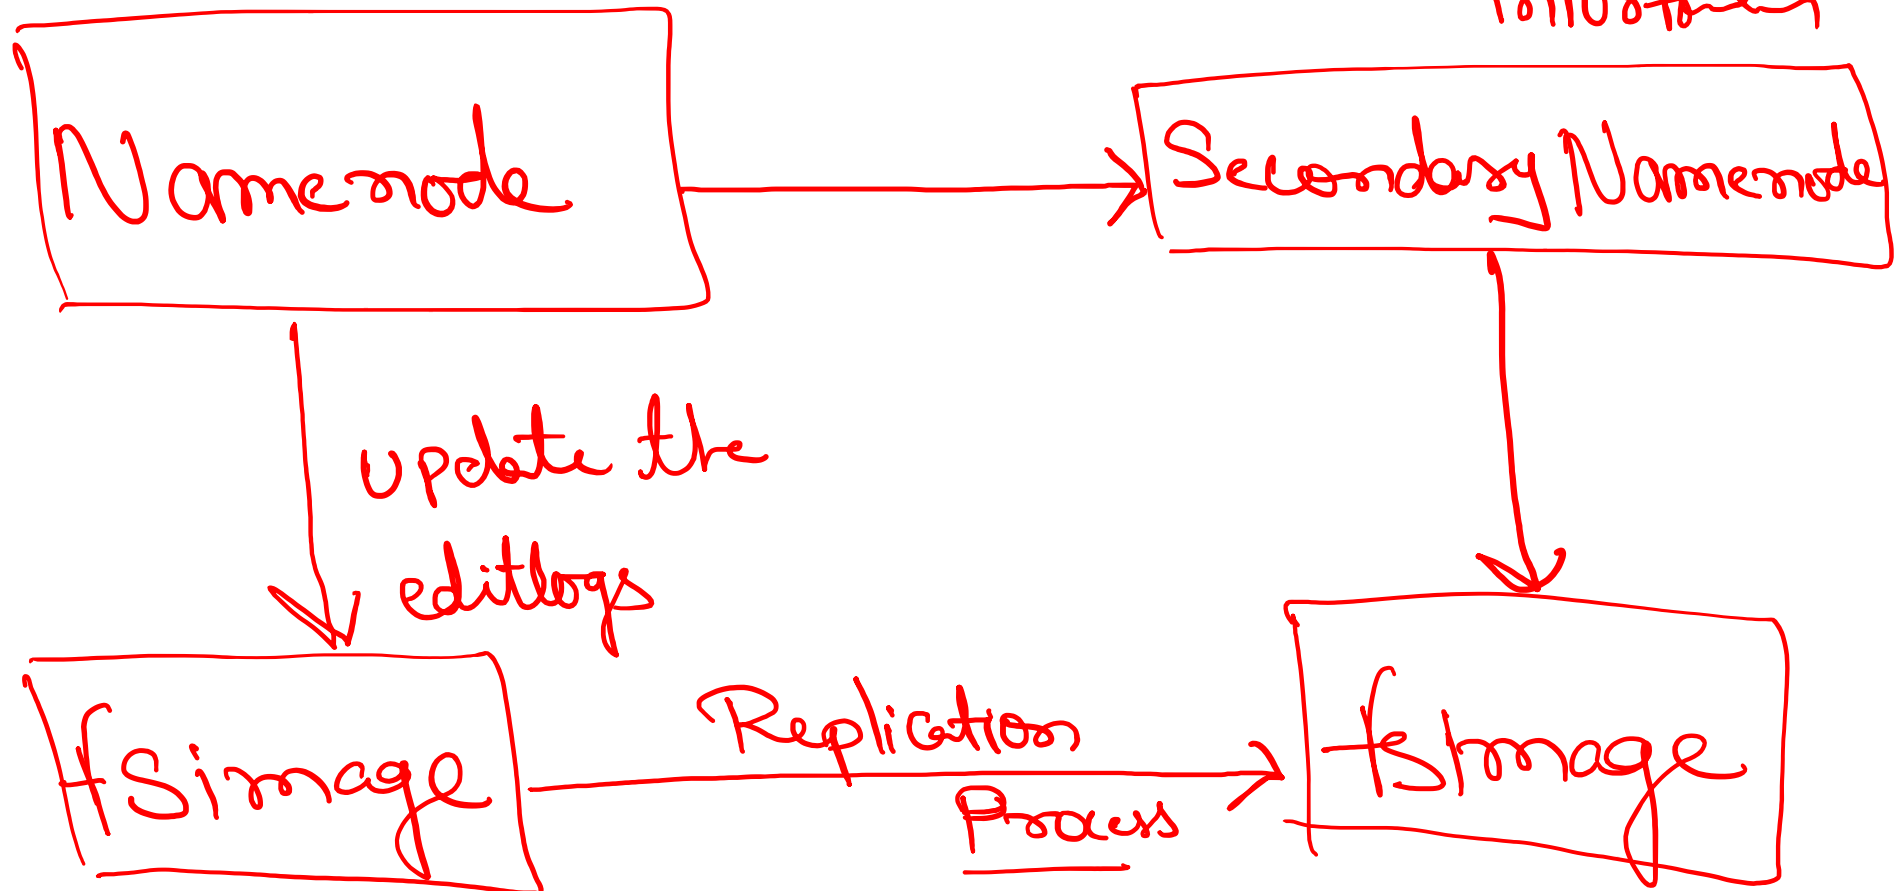 Namenode
Secondary Namenode
update the
editlogs
fsimage
Replication
Process
fsImage